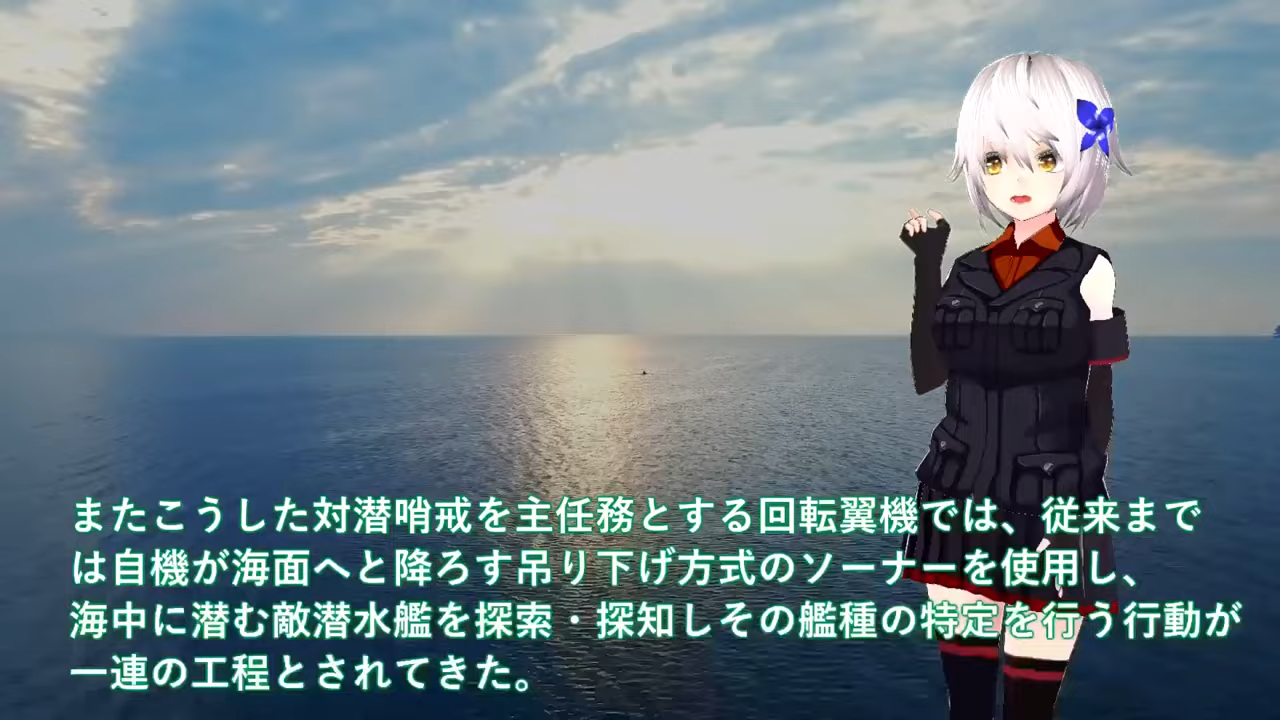 またこうした対潜哨戒を主任務とする回転翼機では、従来まで
は自機が海面へと降ろす吊り下げ方式のソーナーを使用し、
海中に潜む敵潜水艦を探索・探知しその艦種の特定を行う行動が
一連の工程とされてきた。